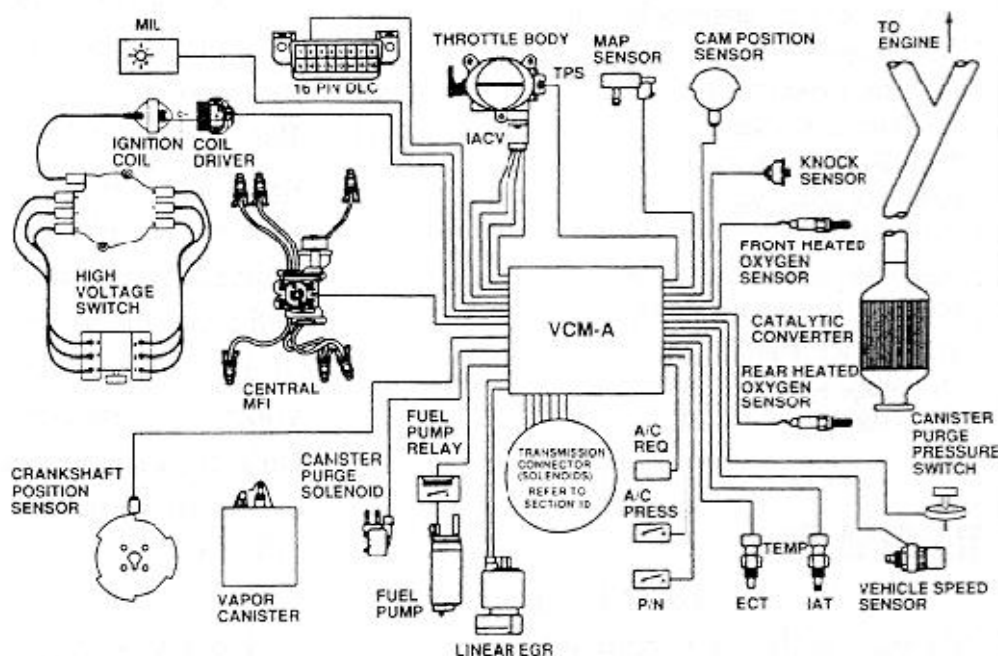 MIL
16 PIN DLC
THROTTLE BODY
TPS
IACV
MAP
SENSOR
CAM POSITION
SENSOR
TO
ENGINE
IGNITION
COIL
COIL
DRIVER
KNOCK
SENSOR
HIGH
VOLTAGE
SWITCH
CENTRAL
MFI
VCM-A
FRONT HEATED
OXYGEN
SENSOR
CATALYTIC
CONVERTER
REAR HEATED
OXYGEN
SENSOR
CANISTER
PURGE
PRESSURE
SWITCH
CRANKSHAFT
POSITION
SENSOR
VAPOR
CANISTER
CANISTER
PURGE
SOLENOID
FUEL
PUMP
RELAY
FUEL
PUMP
LINEAR EGR
TRANSMISSION
CONNECTOR
(SOLENOIDS)
REFER TO
SECTION 10
A/C
REQ
A/C
PRESS
P/N
TEMP
ECT
IAT
VEHICLE SPEED
SENSOR